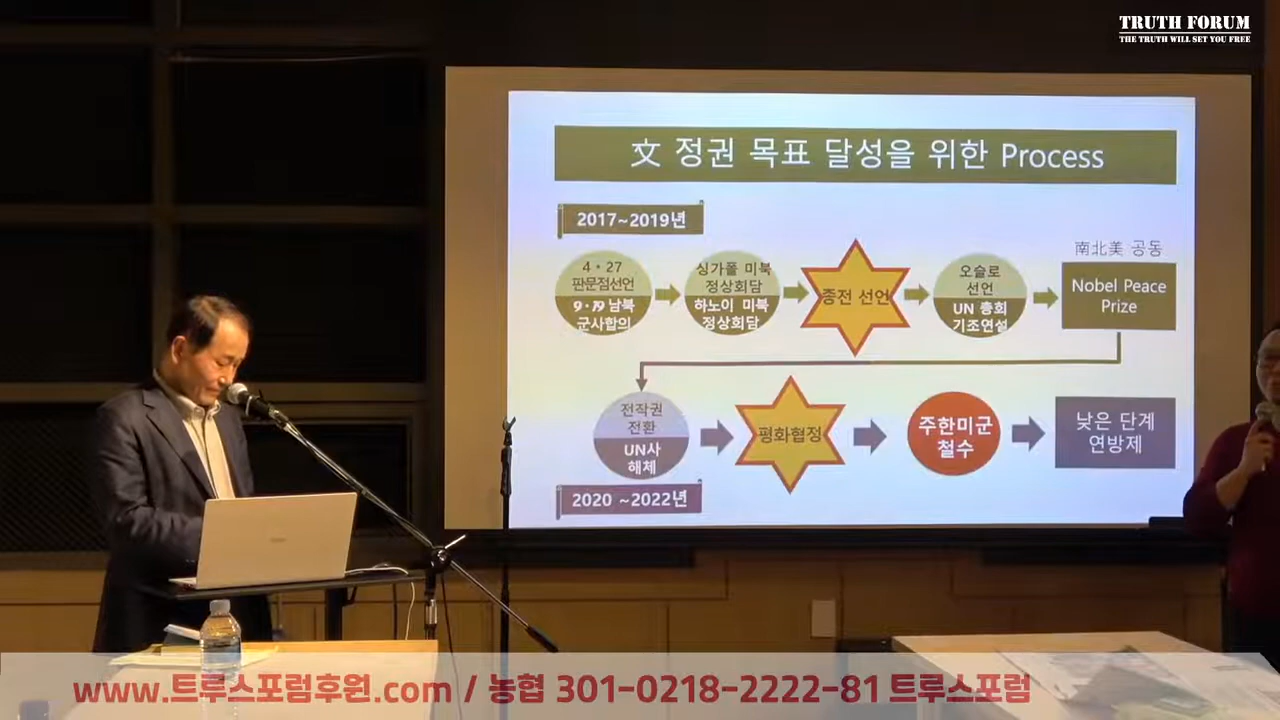 TRUTH FORUM
THE TRUTH WILL SET YOU FREE
文 정권 목표 달성을 위한 Process
2017~2019년
4・27
판문점선언
9・19 남북
군사합의
싱가폴 미북
정상회담
하노이 미북
정상회담
종전 선언
오슬로
선언
UN 총회
기조연설
南北美 공동
Nobel Peace
Prize
전작권
전환
UN사
해체
평화협정
주한미군
철수
낮은 단계
연방제
2020 ~2022년
www.트루스포럼후원.com / 농협 301-0218-2222-81 트루스포럼